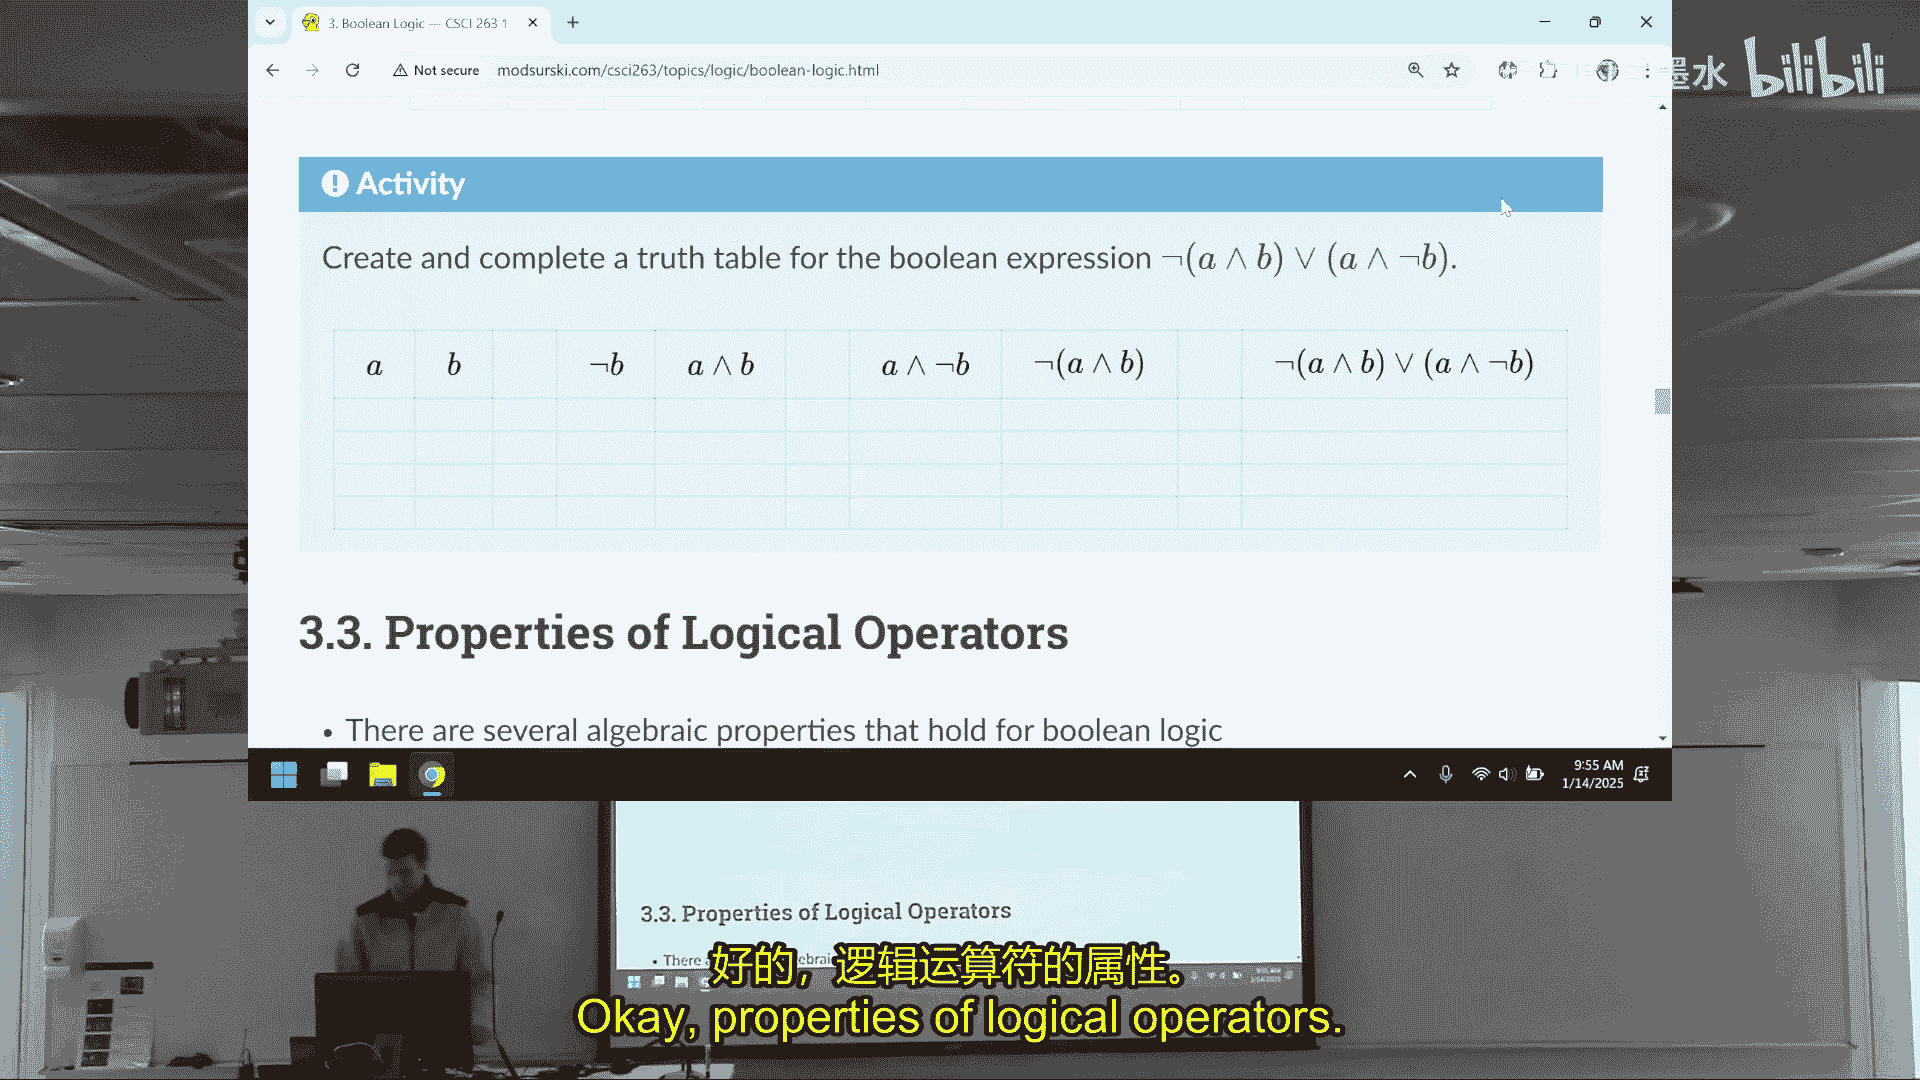 3. Boolean Logic — CSCI 263 1
Not secure modsurski.com/csci263/topics/logic/boolean-logic.html
墨水 bilibili
Activity
Create and complete a truth table for the boolean expression ¬(a ∧ b) ∨ (a ∧ ¬b).
a b ¬b a ∧ b a ∧ ¬b ¬(a ∧ b) ¬(a ∧ b) ∨ (a ∧ ¬b)
3.3. Properties of Logical Operators
• There are several algebraic properties that hold for boolean logic
9:55 AM
1/14/2025
3.3. Properties of Logical Operators
• There
好的，逻辑运算符的属性。
Okay, properties of logical operators.